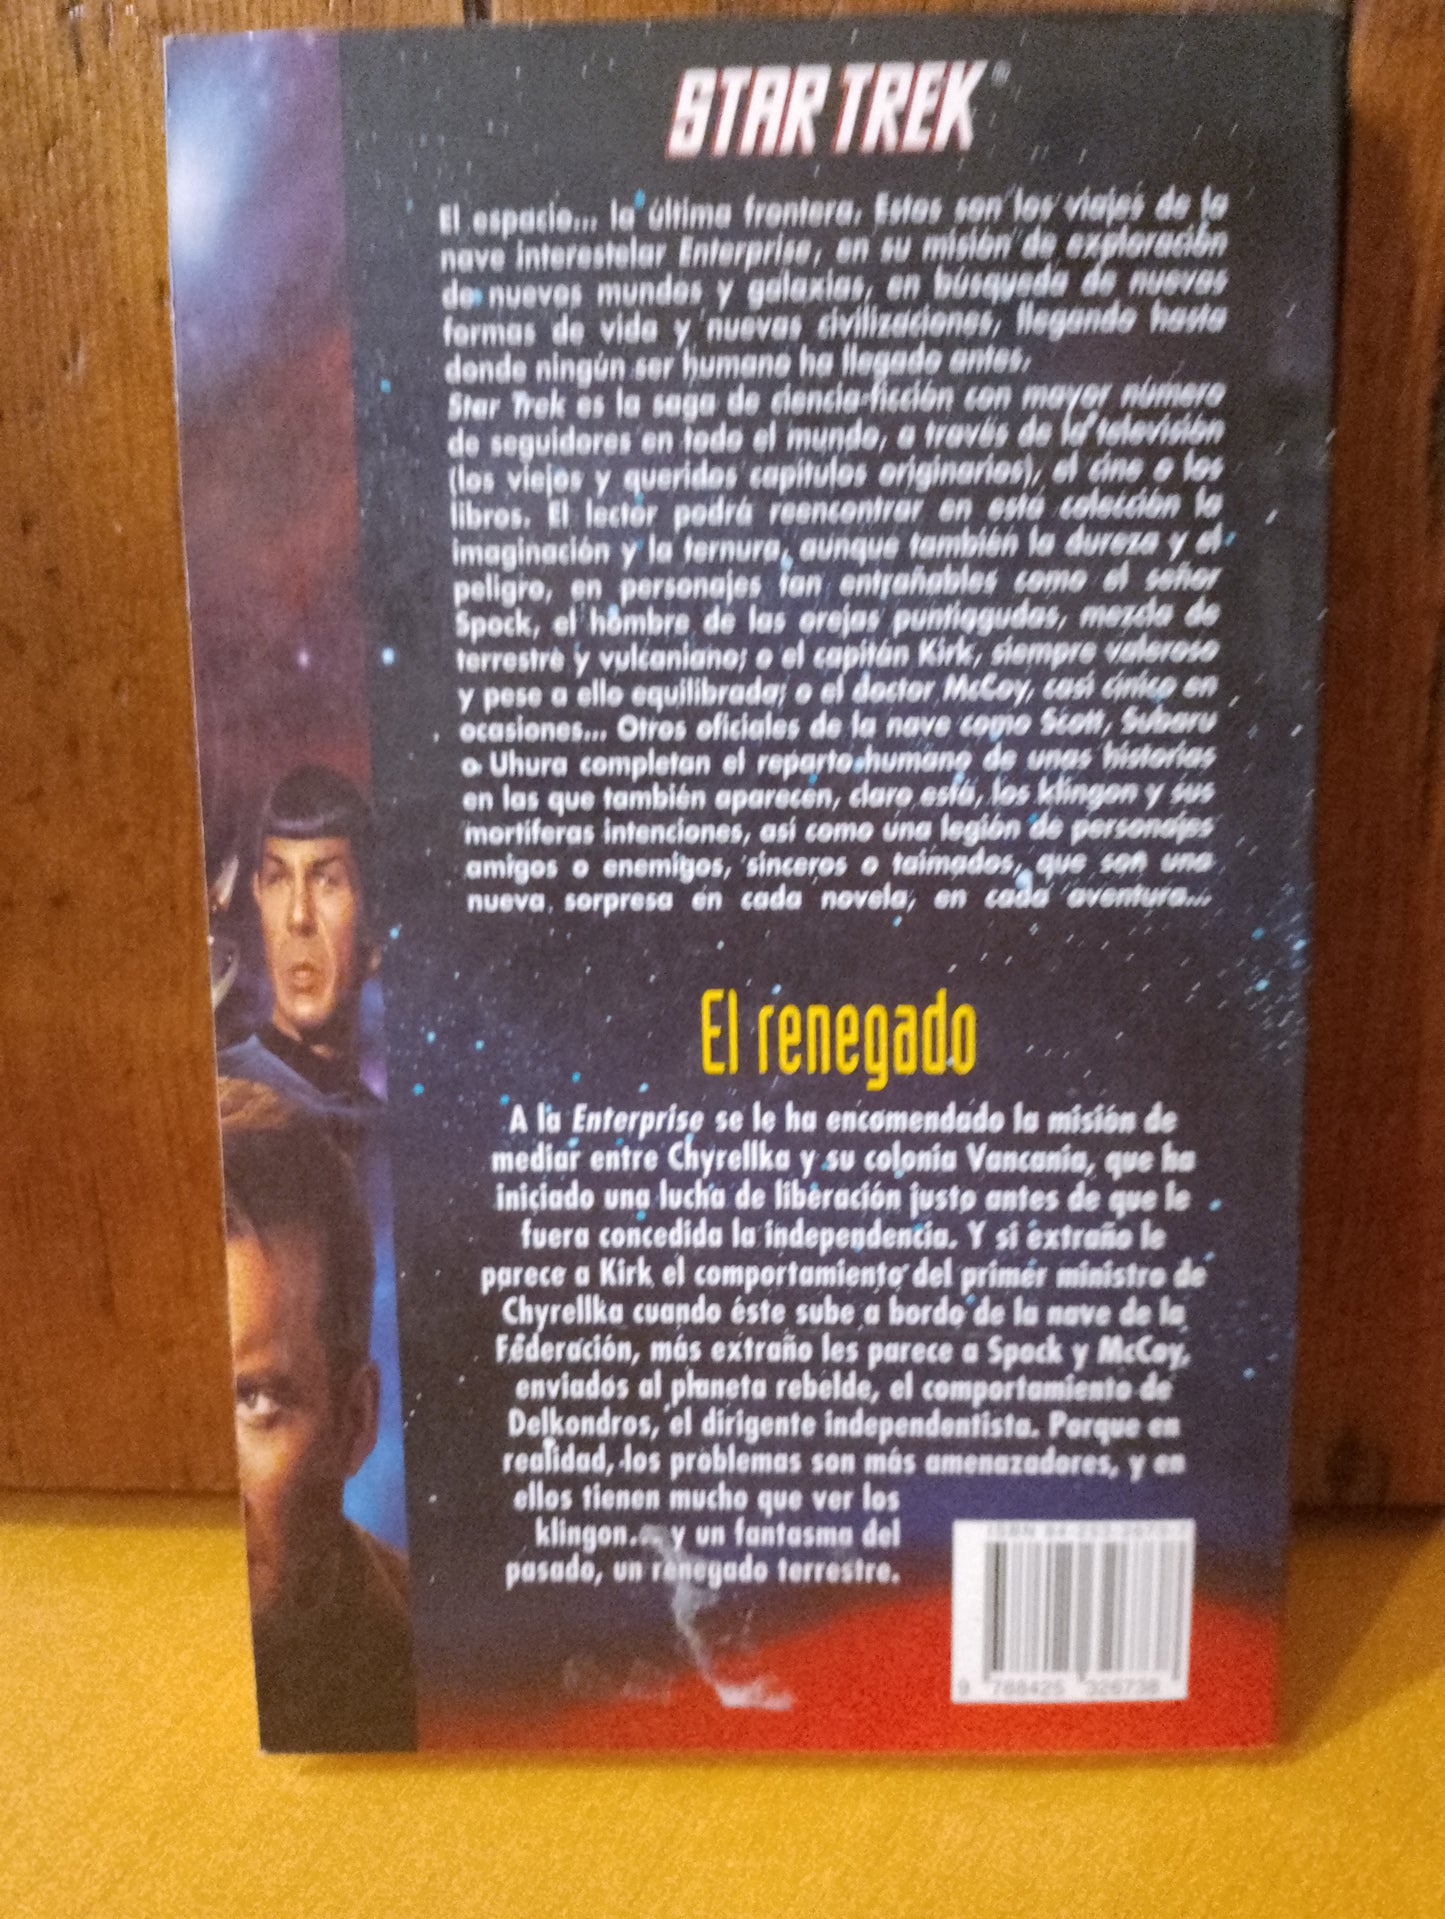 STAR TREK
El espacio... la última frontera. Estos son los viajes de la
nave interestelar Enterprise, en su misión de exploración
de nuevos mundos y galaxias, en búsqueda de nuevas
formas de vida y nuevas civilizaciones, llegando hasta
donde ningún ser humano ha llegado antes.
Star Trek es la saga de ciencia-ficción con mayor número
de seguidores en todo el mundo, a través de la televisión
(los viejos y queridos capítulos originarios), el cine o los
libros. El lector podrá reencontrar en esta colección la
imaginación y la ternura, aunque también la dureza y el
peligro, en personajes tan entrañables como el señor
Spock, el hombre de las orejas puntiagudas, mezcla de
terrestre y vulcaniano; o el capitán Kirk, siempre valeroso
y pese a ello equilibrado; o el doctor McCoy, casi cínico en
ocasiones... Otros oficiales de la nave como Scott, Subaru
o Uhura completan el reparto humano de unas historias
en las que también aparecen, claro está, los klingon y sus
mortíferas intenciones, así como una legión de personajes
amigos o enemigos, sinceros o taimados, que son una
nueva sorpresa en cada novela, en cada aventura...
El renegado
A la Enterprise se le ha encomendado la misión de
mediar entre Chyrellka y su colonia Vancania, que ha
iniciado una lucha de liberación justo antes de que le
fuera concedida la independencia. Y si extraño le
parece a Kirk el comportamiento del primer ministro de
Chyrellka cuando éste sube a bordo de la nave de la
Federación, más extraño les parece a Spock y McCoy,
enviados al planeta rebelde, el comportamiento de
Delkondros, el dirigente independentista. Porque en
realidad, los problemas son más amenazadores, y en
ellos tienen mucho que ver los
klingon... y un fantasma del
pasado, un renegado terrestre.
ISBN 84-253-2673-7
9 788425 326738